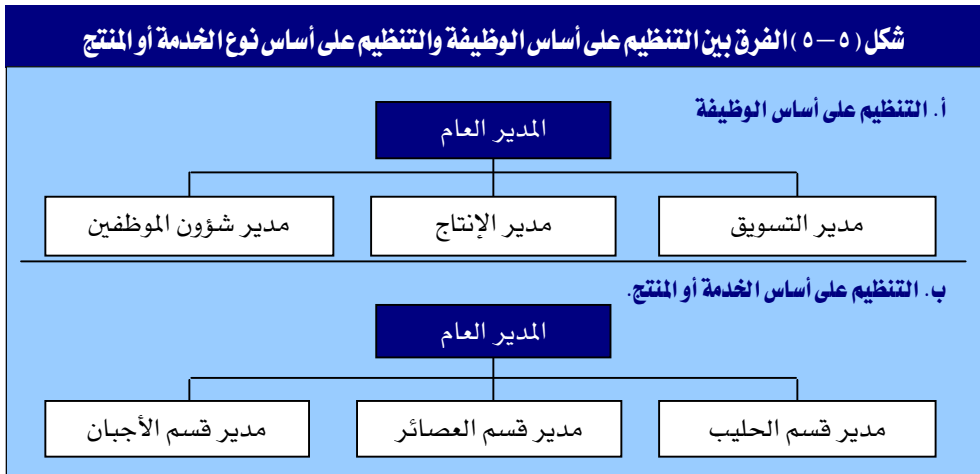 شكل (٥ – ٥) الفرق بين التنظيم على أساس الوظيفة والتنظيم على أساس نوع الخدمة أو المنتج
أ. التنظيم على أساس الوظيفة
المدير العام
مدير التسويق
مدير الإنتاج
مدير شؤون الموظفين
ب. التنظيم على أساس الخدمة أو المنتج.
المدير العام
مدير قسم الحليب
مدير قسم العصائر
مدير قسم الأجبان